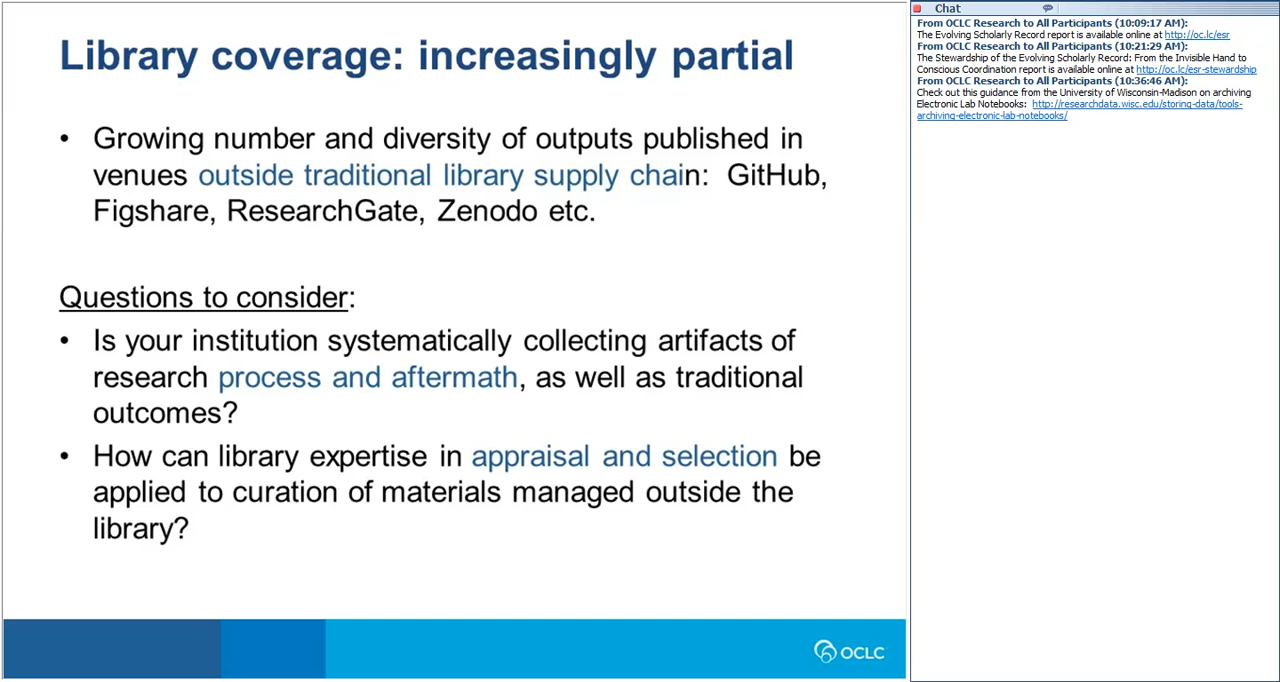 Library coverage: increasingly partial
• Growing number and diversity of outputs published in
venues outside traditional library supply chain: GitHub,
Figshare, ResearchGate, Zenodo etc.
Questions to consider:
• Is your institution systematically collecting artifacts of
research process and aftermath, as well as traditional
outcomes?
• How can library expertise in appraisal and selection be
applied to curation of materials managed outside the
library?
OCLC
Chat
From OCLC Research to All Participants (10:09:17 AM):
The Evolving Scholarly Record report is available online at http://oc.lc/esr
From OCLC Research to All Participants (10:21:29 AM):
The Stewardship of the Evolving Scholarly Record: From the Invisible Hand to
Conscious Coordination report is available online at http://oc.lc/esr-stewardship
From OCLC Research to All Participants (10:36:46 AM):
Check out this guidance from the University of Wisconsin-Madison on archiving
Electronic Lab Notebooks: http://researchdata.wisc.edu/storing-data/tools-
archiving-electronic-lab-notebooks/